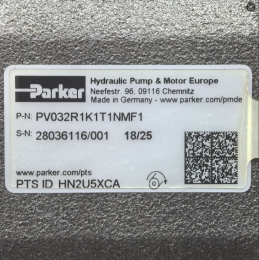 Parker
Hydraulic Pump & Motor Europe
Neefestr. 96, 09116 Chemnitz
Made in Germany - www.parker.com/pmde
P-N: PV032R1K1T1NMF1
S-N: 28036116/001 18/25
www.parker.com/pts
PTS ID HN2U5XCA